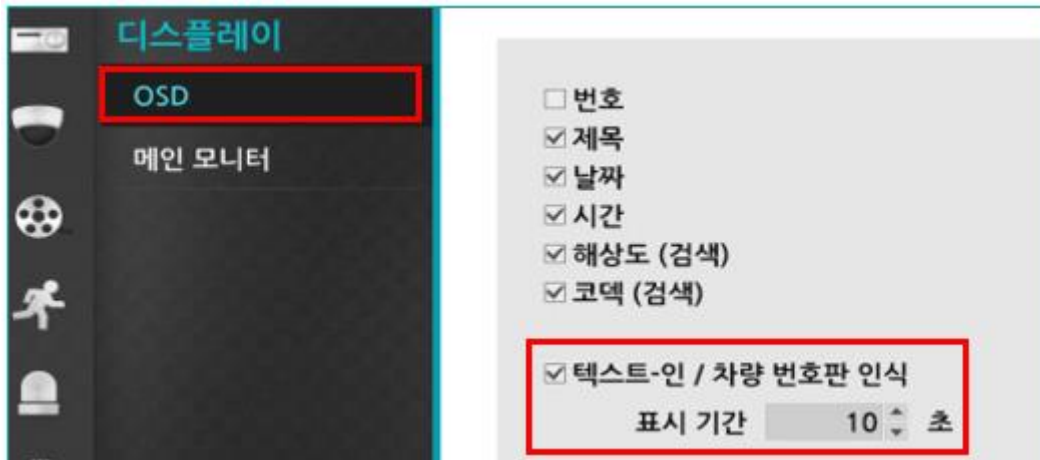 디스플레이
OSD
메인 모니터
번호
제목
날짜
시간
해상도 (검색)
코덱 (검색)
텍스트-인 / 차량 번호판 인식
표시 기간 10 초